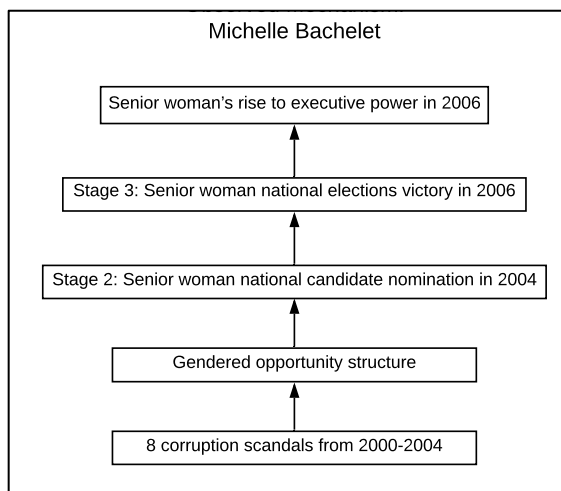 Michelle Bachelet
Senior woman's rise to executive power in 2006
Stage 3: Senior woman national elections victory in 2006
Stage 2: Senior woman national candidate nomination in 2004
Gendered opportunity structure
8 corruption scandals from 2000-2004